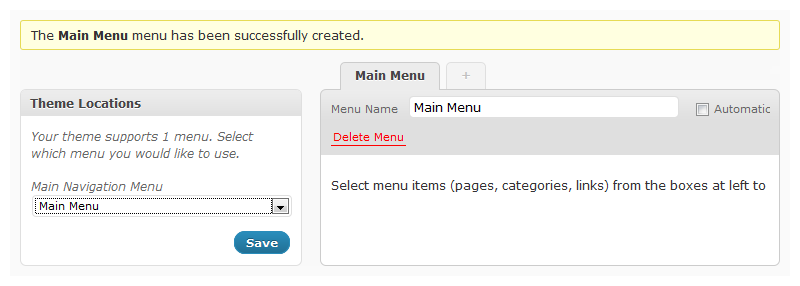 The Main Menu menu has been successfully created.
Main Menu +
Theme Locations
Your theme supports 1 menu. Select
which menu you would like to use.
Main Navigation Menu
Main Menu
Save
Menu Name Main Menu Automatic
Delete Menu
Select menu items (pages, categories, links) from the boxes at left to